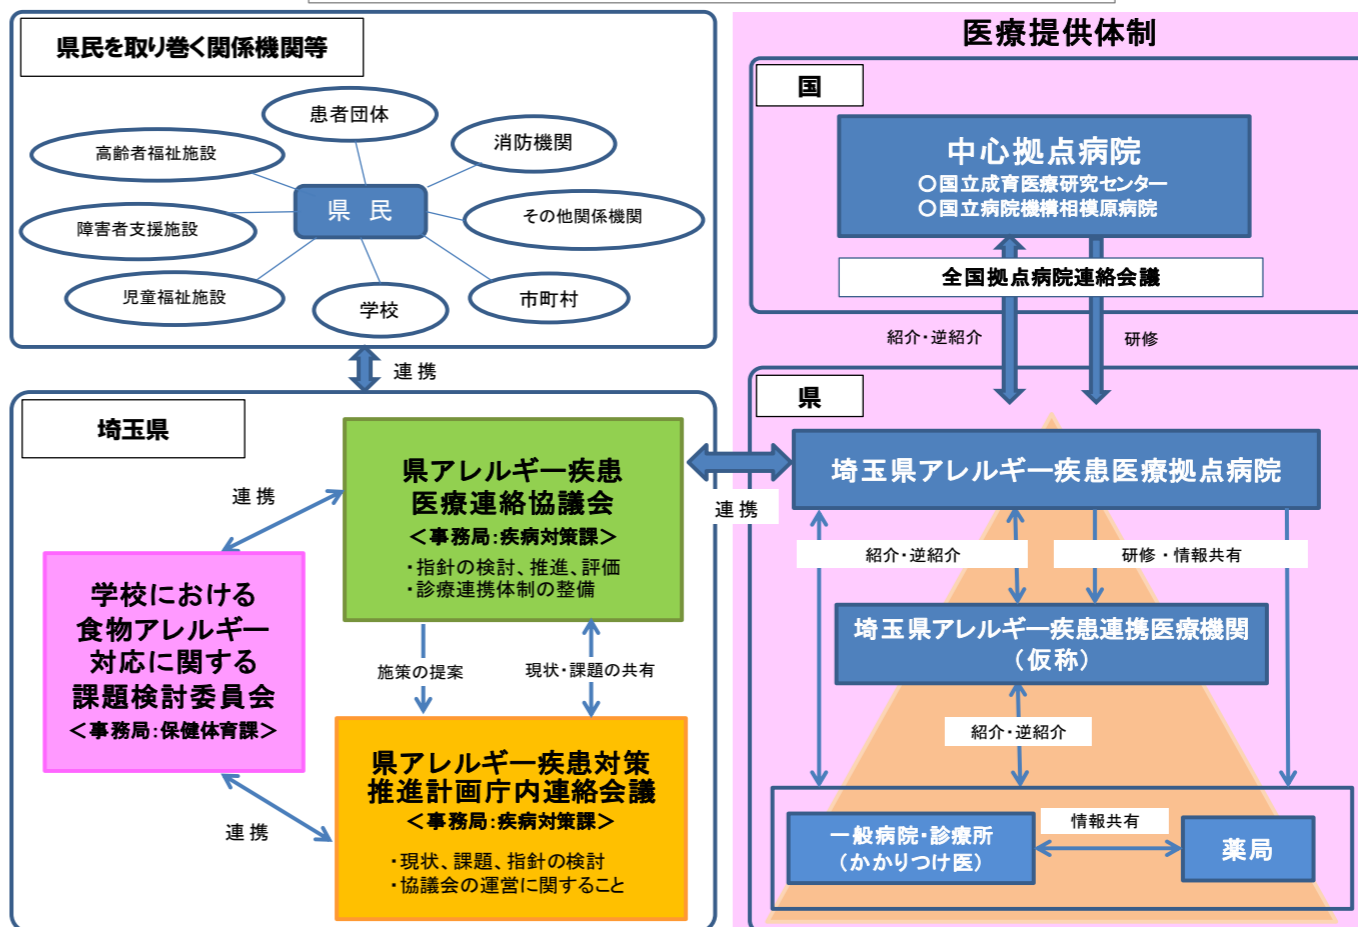 県民を取り巻く関係機関等
患者団体
消防機関
高齢者福祉施設
県 民
その他関係機関
障害者支援施設
児童福祉施設
学校
市町村
連 携
埼玉県
県アレルギー疾患
医療連絡協議会
＜事務局:疾病対策課＞
・指針の検討、推進、評価
・診療連携体制の整備
連 携
学校における
食物アレルギー
対応に関する
課題検討委員会
＜事務局:保健体育課＞
施策の提案
現状・課題の共有
連 携
県アレルギー疾患対策
推進計画庁内連絡会議
＜事務局:疾病対策課＞
・現状、課題、指針の検討
・協議会の運営に関すること
連 携
医療提供体制
国
中心拠点病院
○国立成育医療研究センター
○国立病院機構相模原病院
全国拠点病院連絡会議
紹介・逆紹介
研修
県
埼玉県アレルギー疾患医療拠点病院
紹介・逆紹介
研修・情報共有
埼玉県アレルギー疾患連携医療機関
（仮称）
紹介・逆紹介
一般病院・診療所
（かかりつけ医）
情報共有
薬局